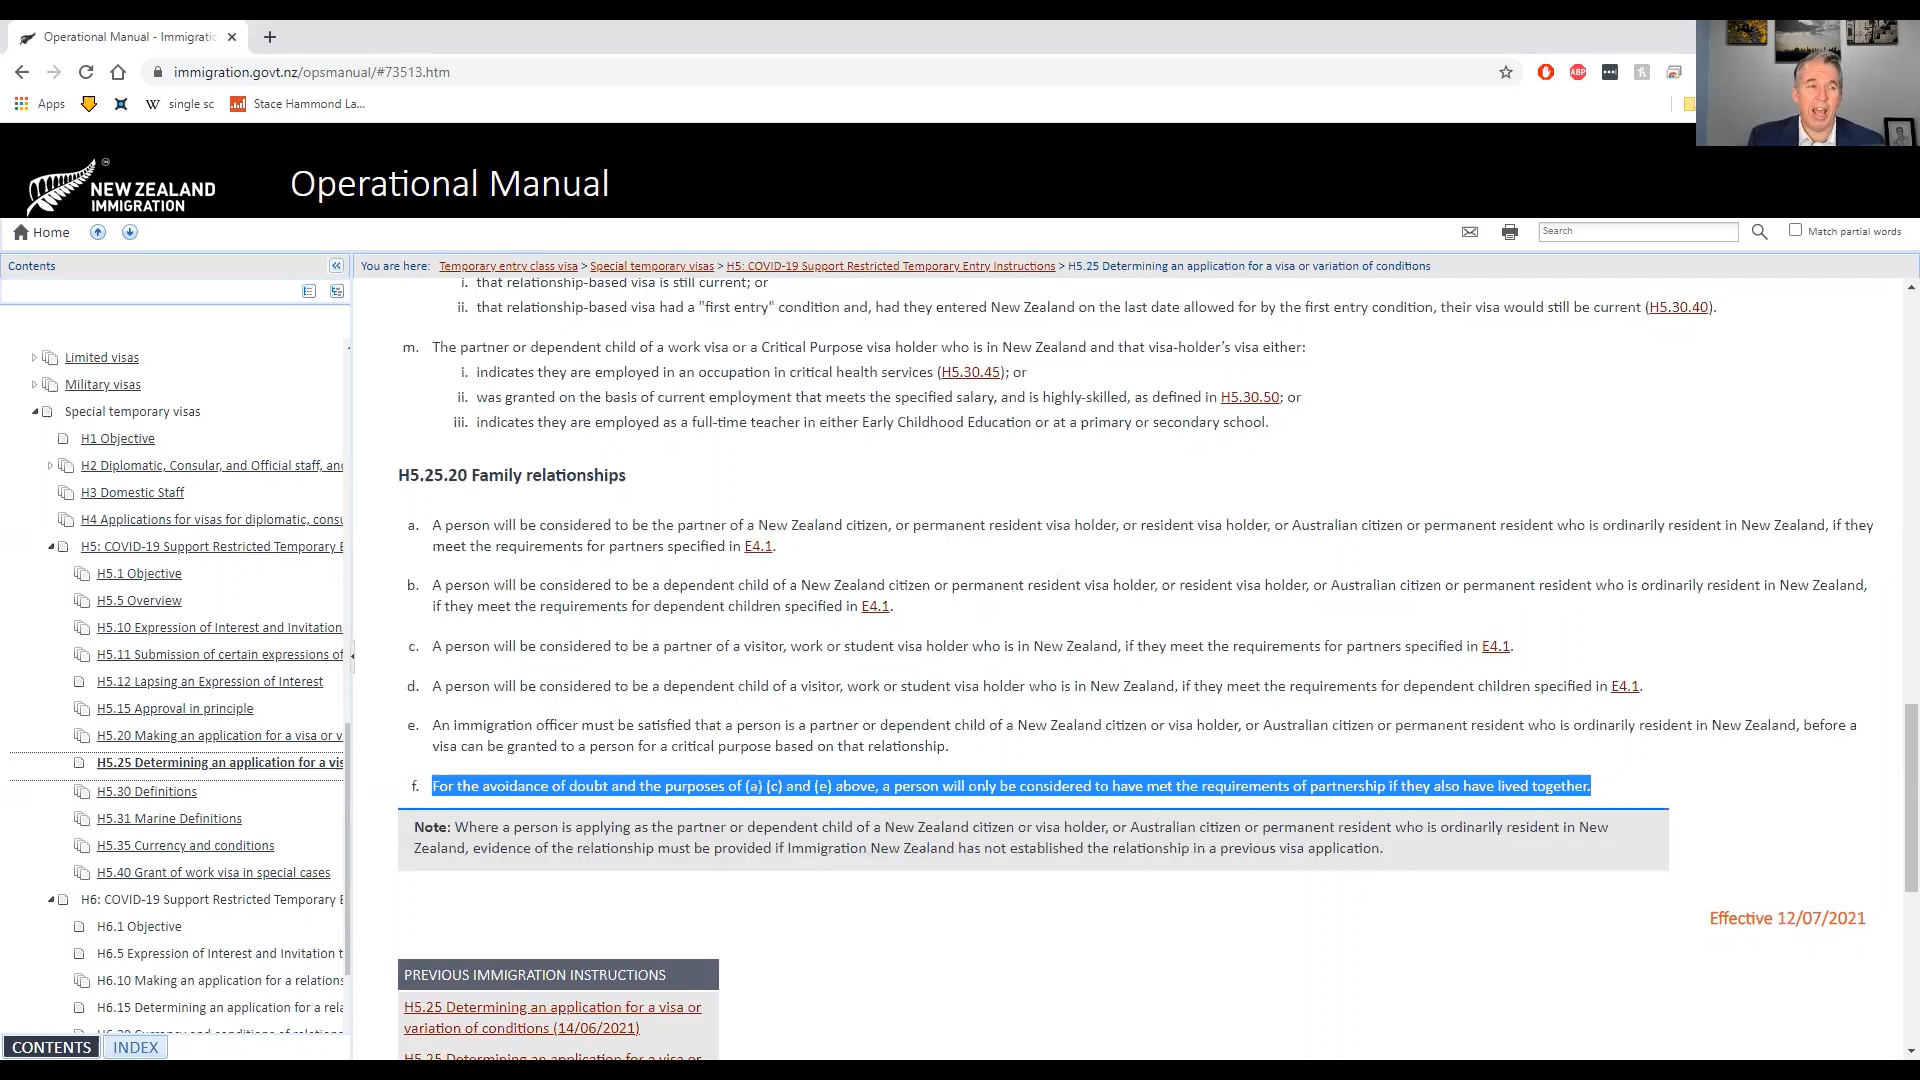 Operational Manual - Immigratio
immigration.govt.nz/opsmanual/#73513.htm
ABP
Apps
W single sc
Stace Hammond La...
NEW ZEALAND
IMMIGRATION
Operational Manual
Home
Search
Match partial words
Contents
You are here: Temporary entry class visa > Special temporary visas > H5: COVID-19 Support Restricted Temporary Entry Instructions > H5.25 Determining an application for a visa or variation of conditions
Limited visas
Military visas
Special temporary visas
H1 Objective
H2 Diplomatic, Consular, and Official staff, and
H3 Domestic Staff
H4 Applications for visas for diplomatic, consu
H5: COVID-19 Support Restricted Temporary E
H5.1 Objective
H5.5 Overview
H5.10 Expression of Interest and Invitation
H5.11 Submission of certain expressions of
H5.12 Lapsing an Expression of Interest
H5.15 Approval in principle
H5.20 Making an application for a visa or v
H5.25 Determining an application for a vis
H5.30 Definitions
H5.31 Marine Definitions
H5.35 Currency and conditions
H5.40 Grant of work visa in special cases
H6: COVID-19 Support Restricted Temporary E
H6.1 Objective
H6.5 Expression of Interest and Invitation t
H6.10 Making an application for a relations
H6.15 Determining an application for a rela
CONTENTS INDEX
i. that relationship-based visa is still current; or
ii. that relationship-based visa had a "first entry" condition and, had they entered New Zealand on the last date allowed for by the first entry condition, their visa would still be current (H5.30.40).
m. The partner or dependent child of a work visa or a Critical Purpose visa holder who is in New Zealand and that visa-holder's visa either:
i. indicates they are employed in an occupation in critical health services (H5.30.45); or
ii. was granted on the basis of current employment that meets the specified salary, and is highly-skilled, as defined in H5.30.50; or
iii. indicates they are employed as a full-time teacher in either Early Childhood Education or at a primary or secondary school.
H5.25.20 Family relationships
a. A person will be considered to be the partner of a New Zealand citizen, or permanent resident visa holder, or resident visa holder, or Australian citizen or permanent resident who is ordinarily resident in New Zealand, if they
meet the requirements for partners specified in E4.1.
b. A person will be considered to be a dependent child of a New Zealand citizen or permanent resident visa holder, or resident visa holder, or Australian citizen or permanent resident who is ordinarily resident in New Zealand,
if they meet the requirements for dependent children specified in E4.1.
c. A person will be considered to be a partner of a visitor, work or student visa holder who is in New Zealand, if they meet the requirements for partners specified in E4.1.
d. A person will be considered to be a dependent child of a visitor, work or student visa holder who is in New Zealand, if they meet the requirements for dependent children specified in E4.1.
e. An immigration officer must be satisfied that a person is a partner or dependent child of a New Zealand citizen or visa holder, or Australian citizen or permanent resident who is ordinarily resident in New Zealand, before a
visa can be granted to a person for a critical purpose based on that relationship.
f. For the avoidance of doubt and the purposes of (a) (c) and (e) above, a person will only be considered to have met the requirements of partnership if they also have lived together.
Note: Where a person is applying as the partner or dependent child of a New Zealand citizen or visa holder, or Australian citizen or permanent resident who is ordinarily resident in New
Zealand, evidence of the relationship must be provided if Immigration New Zealand has not established the relationship in a previous visa application.
Effective 12/07/2021
PREVIOUS IMMIGRATION INSTRUCTIONS
H5.25 Determining an application for a visa or
variation of conditions (14/06/2021)
H5.25 Determining an application for a visa or